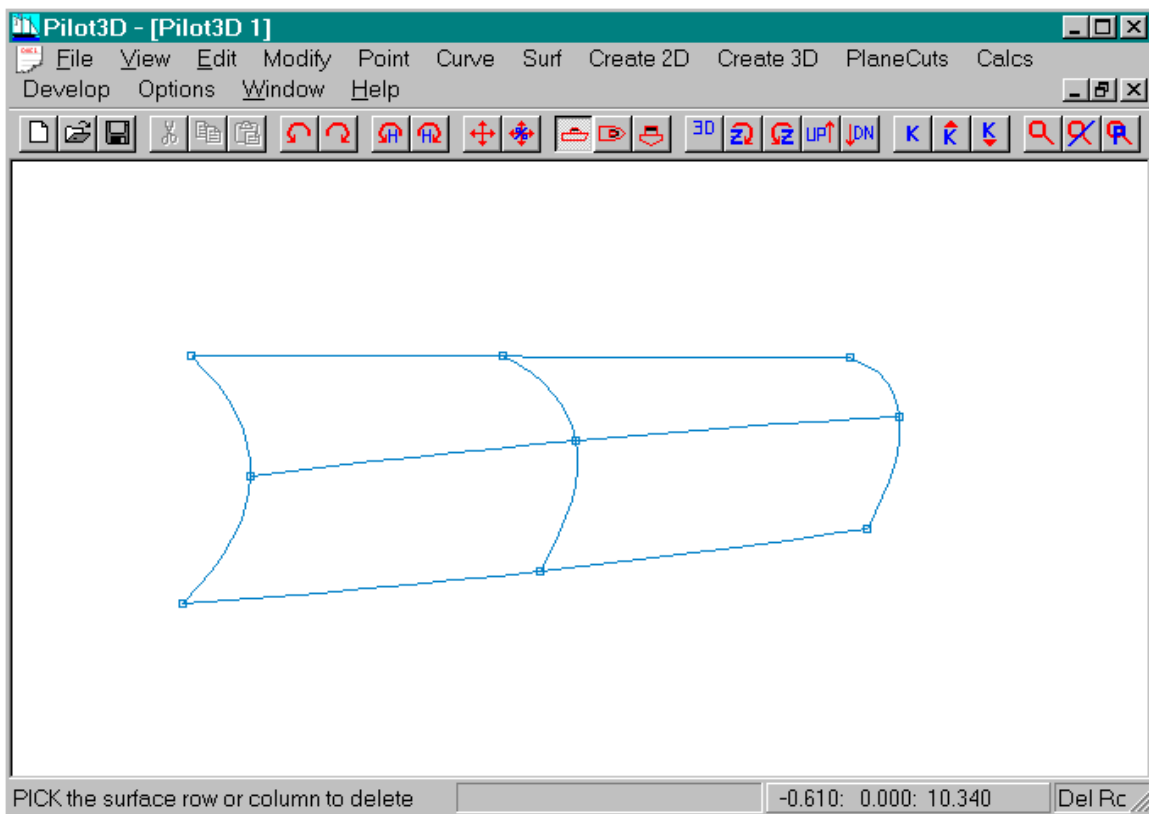 Pilot3D - [Pilot3D 1]
File View Edit Modify Point Curve Surf Create 2D Create 3D PlaneCuts Calcs
Develop Options Window Help
H H % 3D Z Z UP DN K K K P
PICK the surface row or column to delete -0.610: 0.000: 10.340 Del Rc